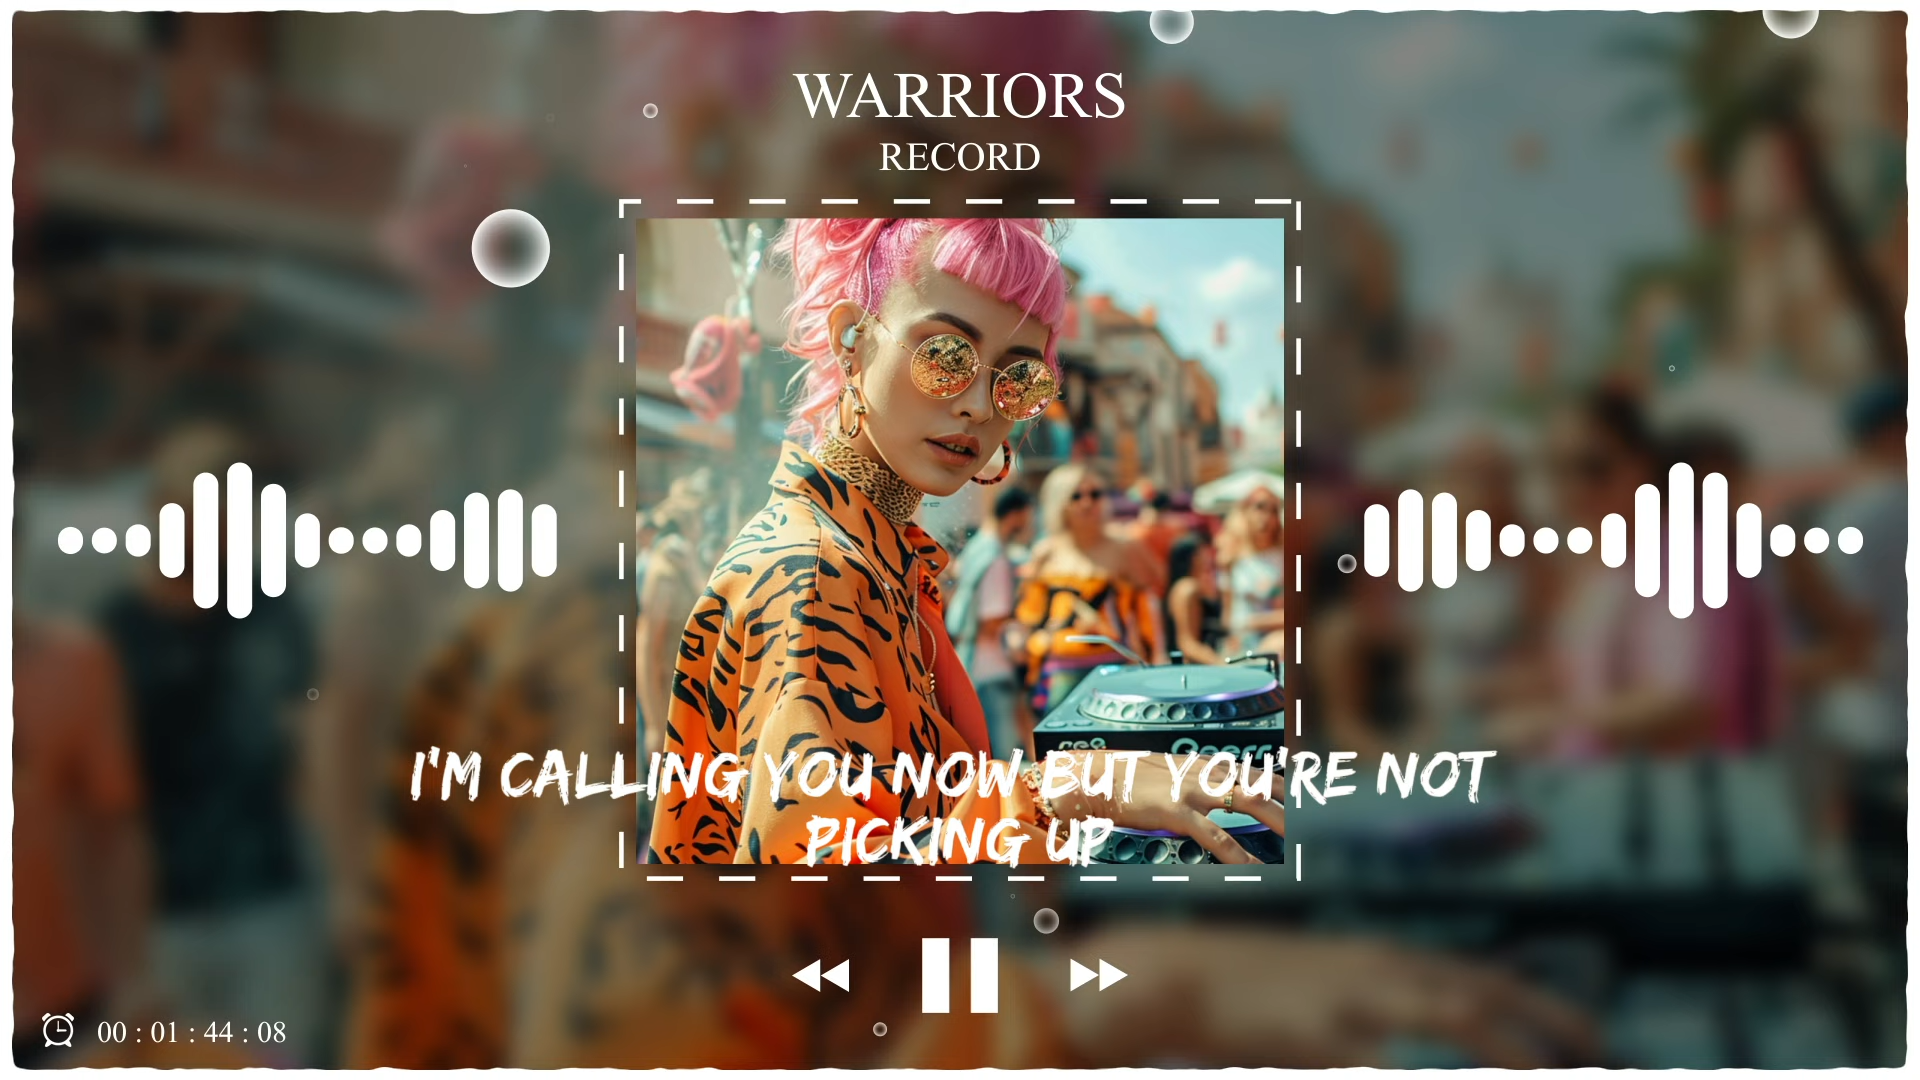 WARRIORS
RECORD
I'M CALLING YOU NOW BUT YOU'RE NOT
PICKING UP
00 : 01 : 44 : 08